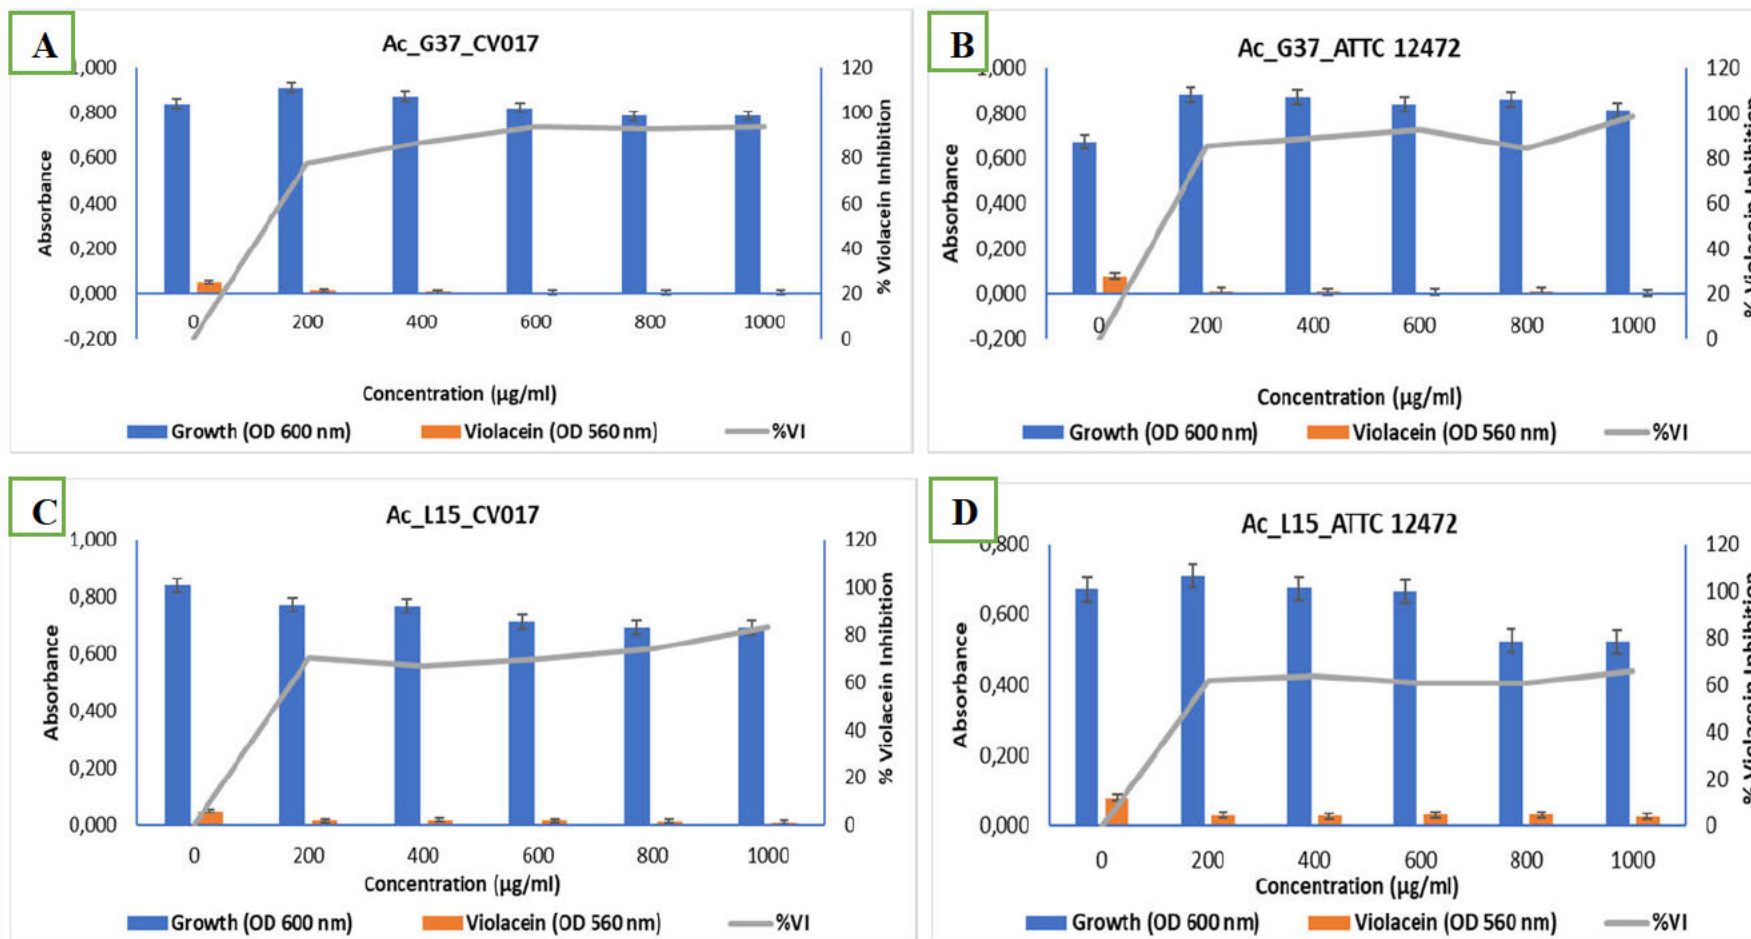 A
Ac_G37_CV017
1,000
0,800
0,600
0,400
0,200
0,000
-0,200
Absorbance
120
100
80
60
40
20
0
% Violacein Inhibition
0 200 400 600 800 1000
Concentration (µg/ml)
Growth (OD 600 nm) Violacein (OD 560 nm) %VI
B
Ac_G37_ATTC 12472
1,000
0,800
0,600
0,400
0,200
0,000
-0,200
Absorbance
120
100
80
60
40
20
0
% Violacein Inhibition
0 200 400 600 800 1000
Concentration (µg/ml)
Growth (OD 600 nm) Violacein (OD 560 nm) %VI
C
Ac_L15_CV017
1,000
0,800
0,600
0,400
0,200
0,000
Absorbance
120
100
80
60
40
20
0
% Violacein Inhibition
0 200 400 600 800 1000
Concentration (µg/ml)
Growth (OD 600 nm) Violacein (OD 560 nm) %VI
D
Ac_L15_ATTC 12472
0,800
0,600
0,400
0,200
0,000
Absorbance
120
100
80
60
40
20
0
% Violacein Inhibition
0 200 400 600 800 1000
Concentration (µg/ml)
Growth (OD 600 nm) Violacein (OD 560 nm) %VI